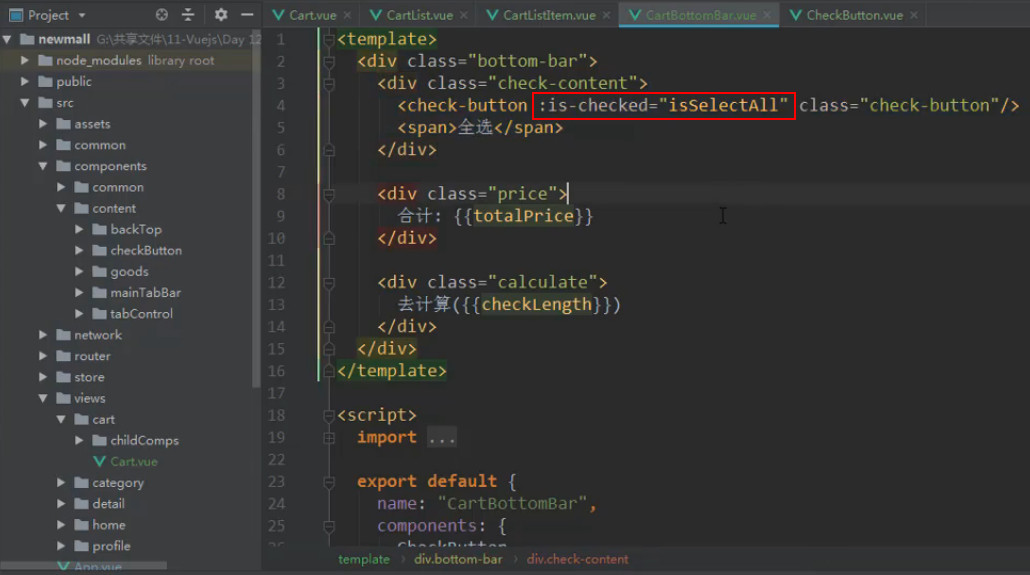 Project
Cart.vue
CartList.vue
CartListItem.vue
CartBottomBar.vue
CheckButton.vue
newmall G:\共享文件\11-Vuejs\Day 12
node_modules library root
public
src
assets
common
components
common
content
backTop
checkButton
goods
mainTabBar
tabControl
network
router
store
views
cart
childComps
Cart.vue
category
detail
home
profile
App.vue
1 <template>
2 <div class="bottom-bar">
3 <div class="check-content">
4 <check-button :is-checked="isSelectAll" class="check-button"/>
5 <span>全选</span>
6 </div>
7
8 <div class="price">
9 合计: {{totalPrice}}
10 </div>
11
12 <div class="calculate">
13 去计算({{checkLength}})
14 </div>
15 </div>
16 </template>
17
18 <script>
19 import ...
22
23 export default {
24 name: "CartBottomBar",
25 components: {
26 CheckButton
template › div.bottom-bar › div.check-content